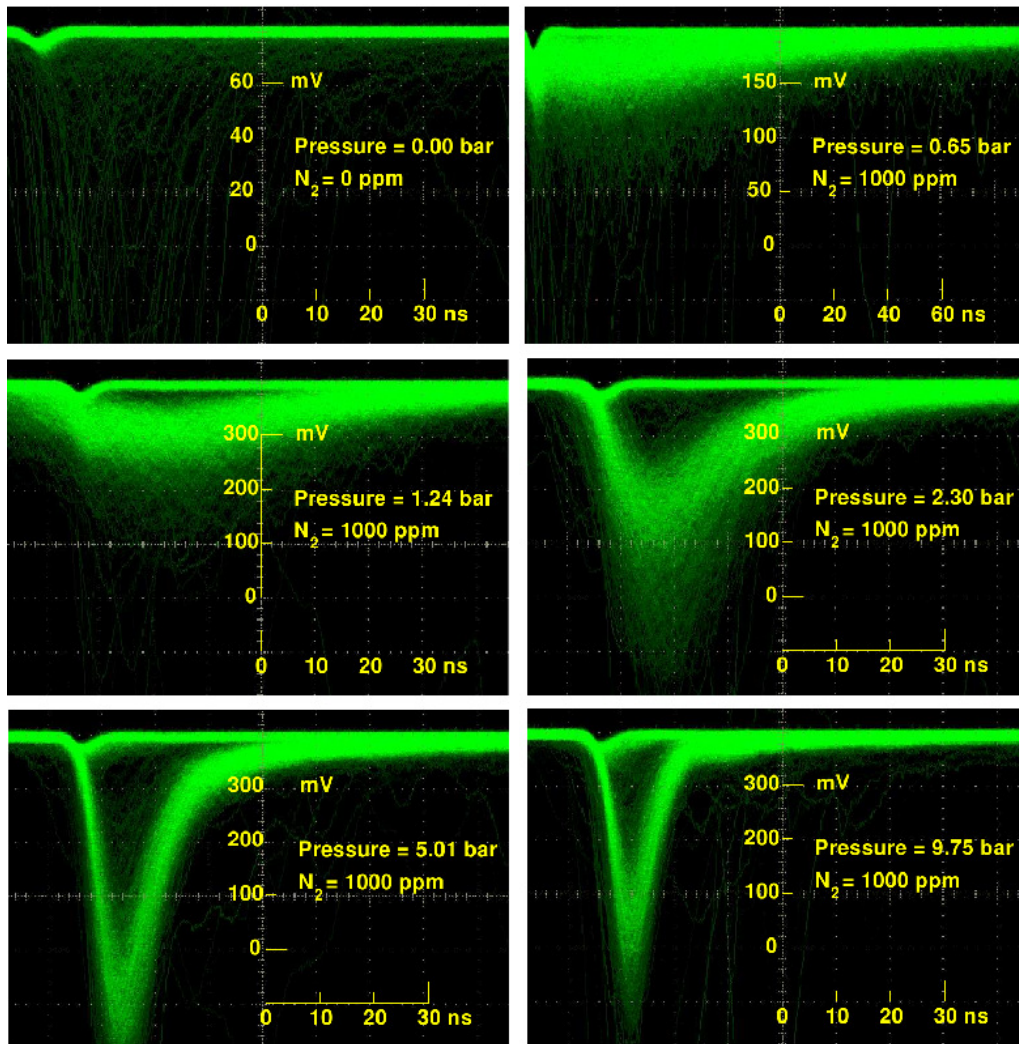 60 mV
40
Pressure = 0.00 bar
20 N2 = 0 ppm
0
0 10 20 30 ns
150 mV
100 Pressure = 0.65 bar
N2 = 1000 ppm
50
0
0 20 40 60 ns
300 mV
200 Pressure = 1.24 bar
N2 = 1000 ppm
100
0
0 10 20 30 ns
300 mV
200 Pressure = 2.30 bar
N2 = 1000 ppm
100
0
0 10 20 30 ns
300 mV
200
Pressure = 5.01 bar
100 N2 = 1000 ppm
0
0 10 20 30 ns
300 mV
200
Pressure = 9.75 bar
100 N2 = 1000 ppm
0
0 10 20 30 ns